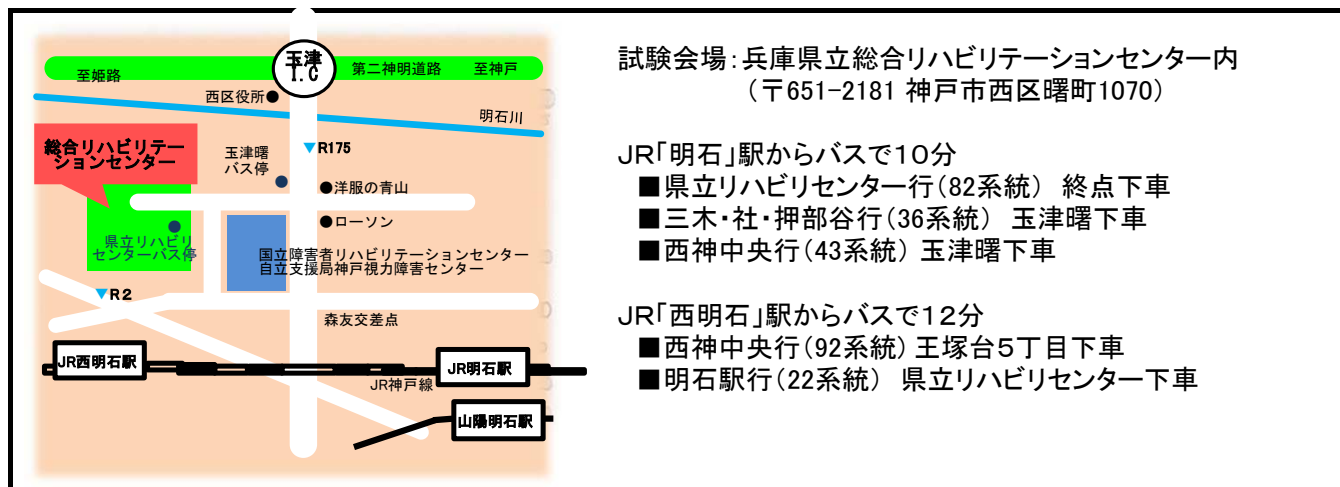 玉津
I.C
至姫路
第二神明道路
至神戸
西区役所●
明石川
総合リハビリテー
ションセンター
玉津曙
バス停
▼R175
●洋服の青山
●ローソン
県立リハビリ
センターバス停
国立障害者リハビリテーションセンター
自立支援局神戸視力障害センター
▼R2
森友交差点
JR西明石駅
JR明石駅
JR神戸線
山陽明石駅
試験会場:兵庫県立総合リハビリテーションセンター内
(〒651-2181 神戸市西区曙町1070)
JR「明石」駅からバスで10分
■県立リハビリセンター行(82系統) 終点下車
■三木・社・押部谷行(36系統) 玉津曙下車
■西神中央行(43系統) 玉津曙下車
JR「西明石」駅からバスで12分
■西神中央行(92系統) 王塚台5丁目下車
■明石駅行(22系統) 県立リハビリセンター下車